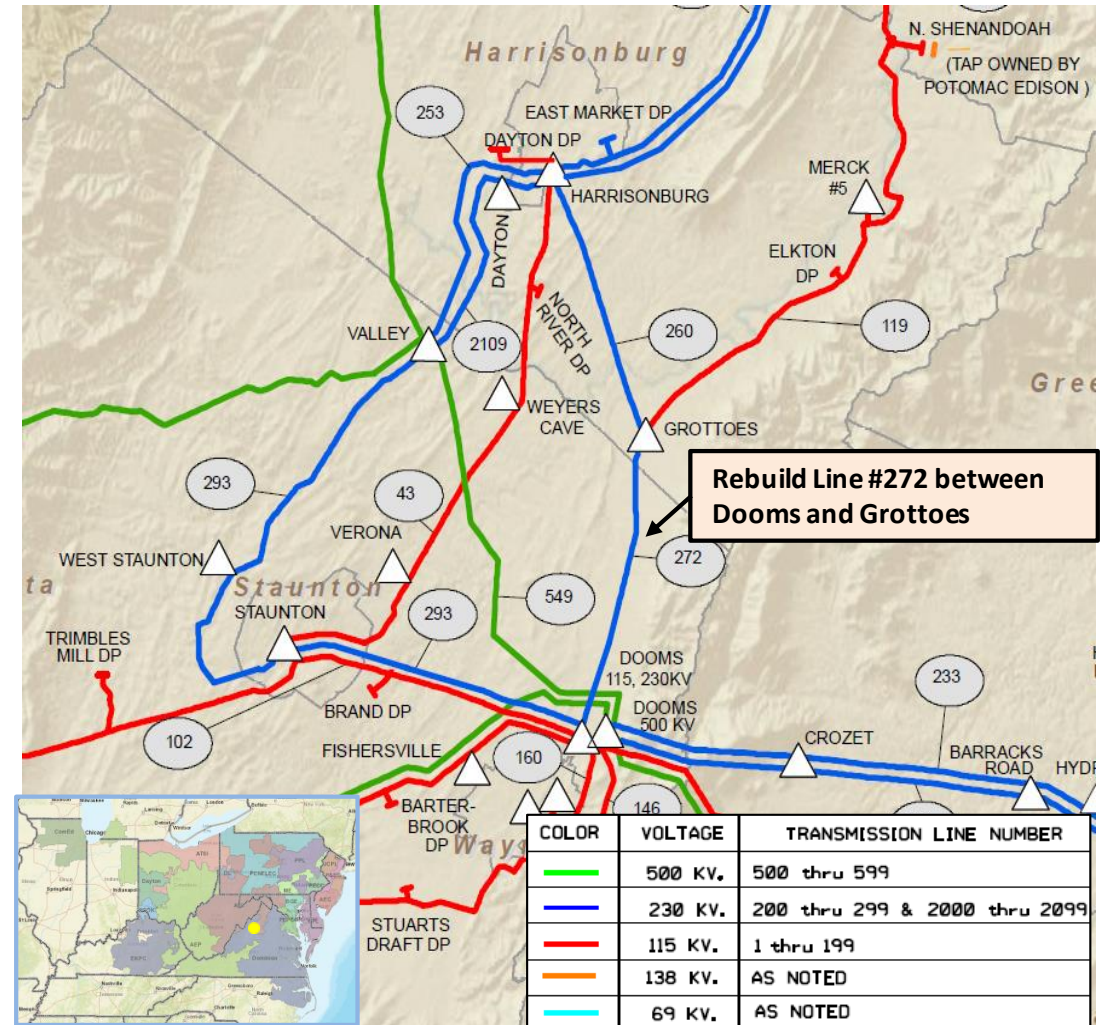 N. SHENANDOAH
(TAP OWNED BY
POTOMAC EDISON )
Harrisonburg
253
EAST MARKET DP
DAYTON DP
HARRISONBURG
MERCK
#5
DAYTON
ELKTON
DP
NORTH
RIVER DP
VALLEY
2109
260
119
WEYERS
CAVE
GROTTOES
Rebuild Line #272 between
Dooms and Grottoes
293
43
VERONA
272
WEST STAUNTON
549
Staunton
STAUNTON
293
TRIMBLES
MILL DP
DOOMS
115, 230KV
233
BRAND DP
DOOMS
500 KV
102
FISHERSVILLE
CROZET
160
BARRACKS
ROAD
146
BARTER-
BROOK
DP
STUARTS
DRAFT DP
COLOR VOLTAGE TRANSMISSION LINE NUMBER
500 KV. 500 thru 599
230 KV. 200 thru 299 & 2000 thru 2099
115 KV. 1 thru 199
138 KV. AS NOTED
69 KV. AS NOTED